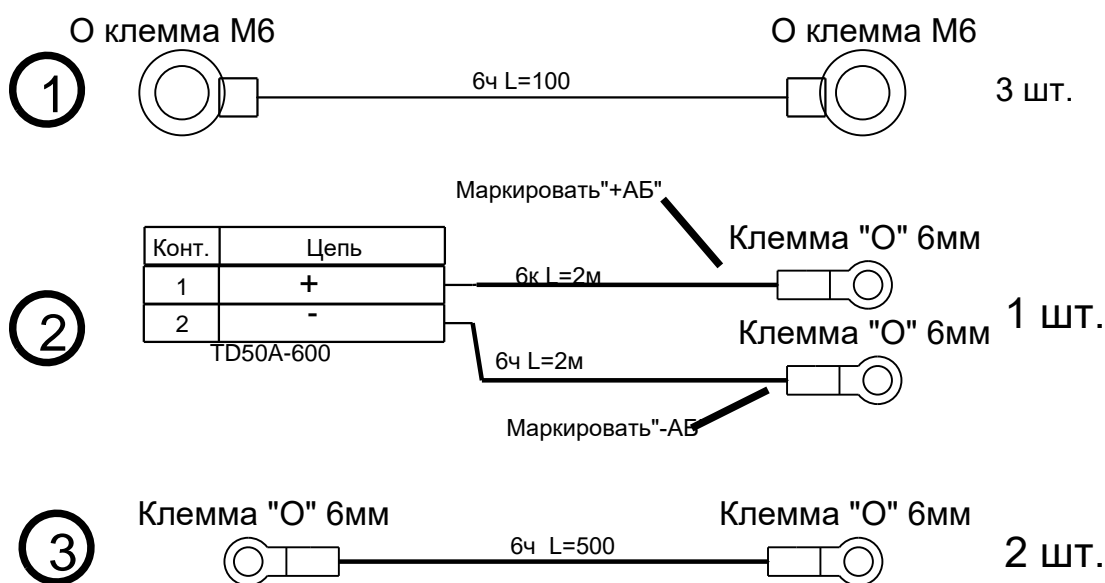 О клемма М6 О клемма М6
1 6ч L=100 3 шт.
Маркировать"+АБ"
Клемма "О" 6мм
Конт. Цепь
1 + 6к L=2м
2 1 шт.
2 -
Клемма "О" 6мм
TD50A-600
6ч L=2м
Маркировать"-АБ
Клемма "О" 6мм Клемма "О" 6мм
3 6ч L=500 2 шт.